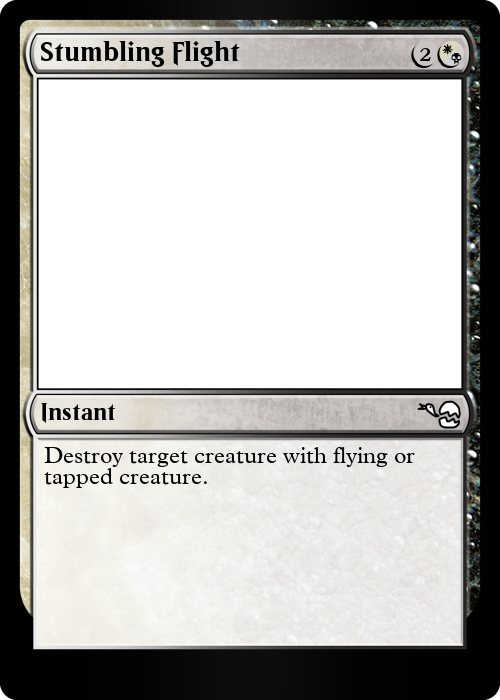 Stumbling Flight 2
Instant
Destroy target creature with flying or
tapped creature.